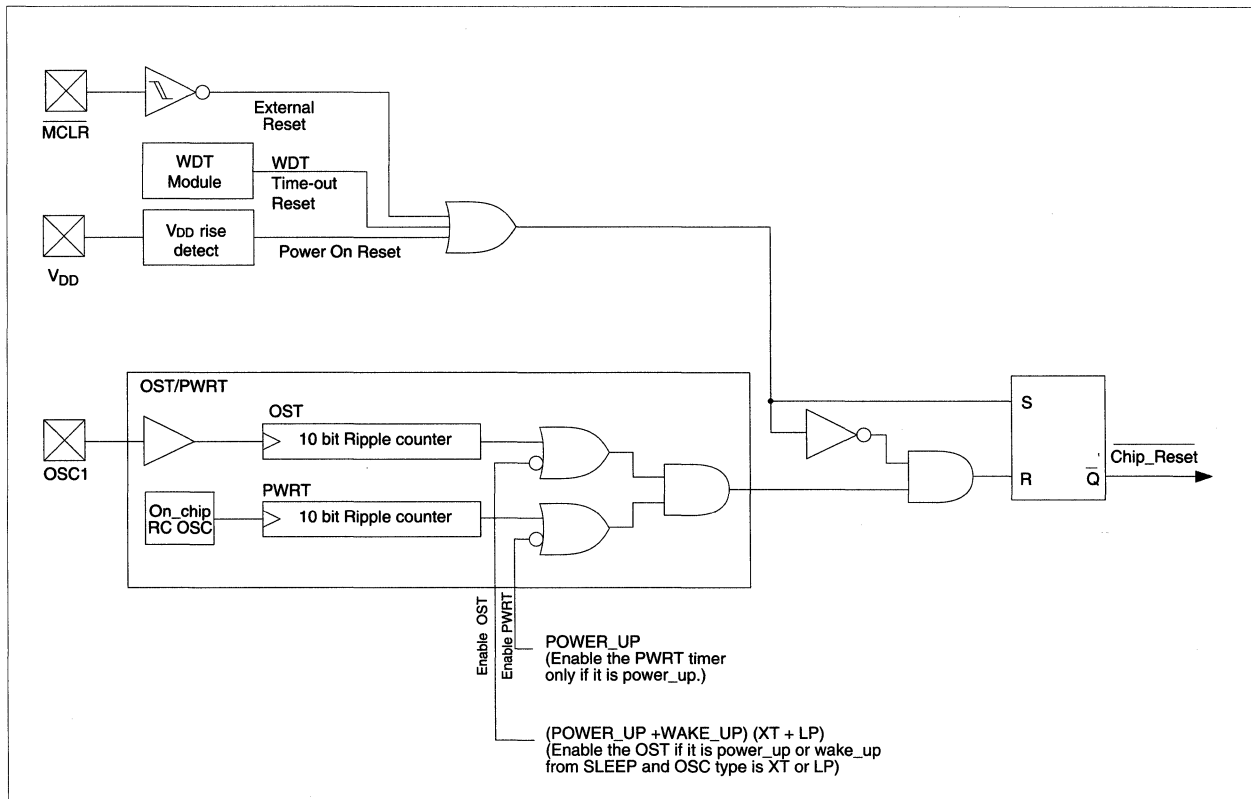 MCLR
External
Reset
WDT
Module
WDT
Time-out
Reset
VDD rise
detect
Power On Reset
VDD
OST/PWRT
OST
10 bit Ripple counter
OSC1
PWRT
On_chip
RC OSC
10 bit Ripple counter
S
R
Q
Chip_Reset
Enable OST
Enable PWRT
POWER_UP
(Enable the PWRT timer
only if it is power_up.)
(POWER_UP +WAKE_UP) (XT + LP)
(Enable the OST if it is power_up or wake_up
from SLEEP and OSC type is XT or LP)